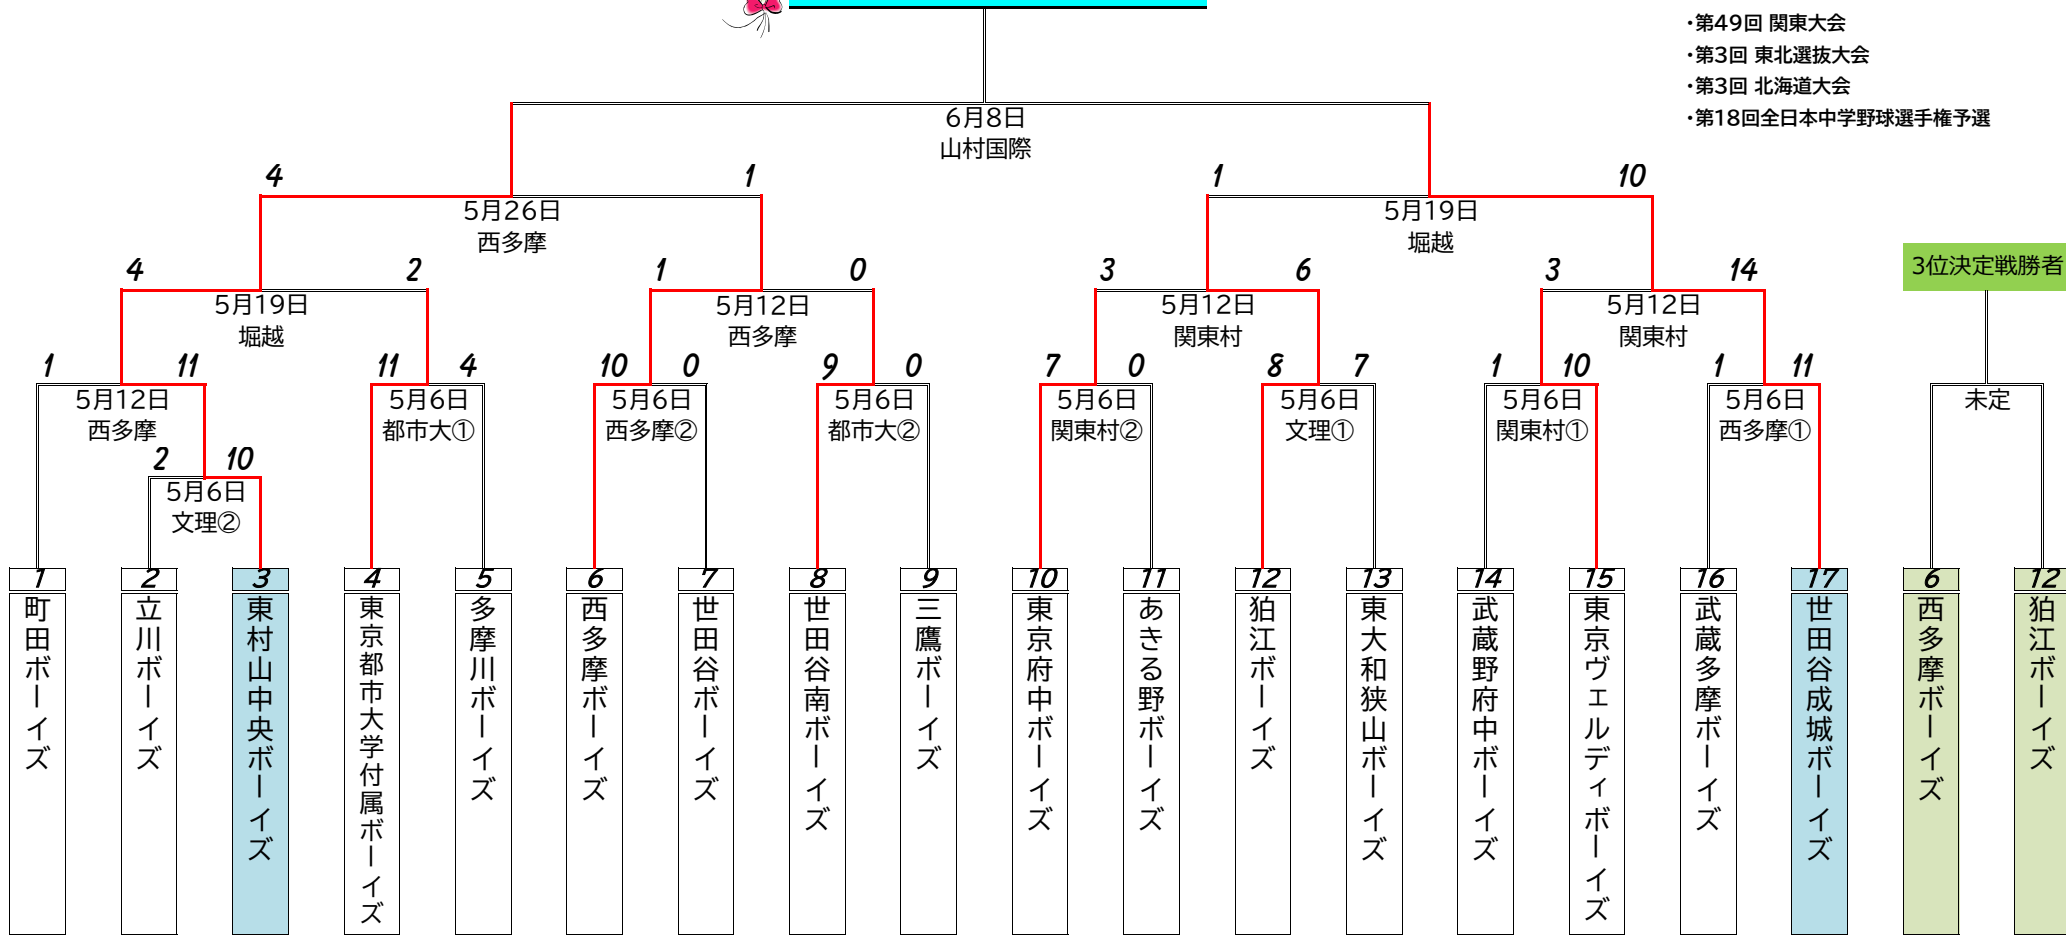 ・第49回 関東大会
・第3回 東北選抜大会
・第3回 北海道大会
・第18回全日本中学野球選手権予選
6月8日
山村国際
4 1 1 10
5月26日 5月19日
西多摩 堀越
3位決定戦勝者
4 2 1 0 3 6 3 14
5月19日 5月12日 5月12日 5月12日
堀越 西多摩 関東村 関東村
1 11 11 4 10 0 9 0 7 0 8 7 1 10 1 11
5月12日 5月6日 5月6日 5月6日 5月6日 5月6日 5月6日 5月6日 未定
西多摩 都市大① 西多摩② 都市大② 関東村② 文理① 関東村① 西多摩①
2 10
5月6日
文理②
1 2 3 4 5 6 7 8 9 10 11 12 13 14 15 16 17 6 12
町田ボーイズ
立川ボーイズ
東村山中央ボーイズ
東京都市大学付属ボーイズ
多摩川ボーイズ
西多摩ボーイズ
世田谷ボーイズ
世田谷南ボーイズ
三鷹ボーイズ
東京府中ボーイズ
あきる野ボーイズ
狛江ボーイズ
東大和狭山ボーイズ
武蔵野府中ボーイズ
東京ヴェルディボーイズ
武蔵多摩ボーイズ
世田谷成城ボーイズ
西多摩ボーイズ
狛江ボーイズ